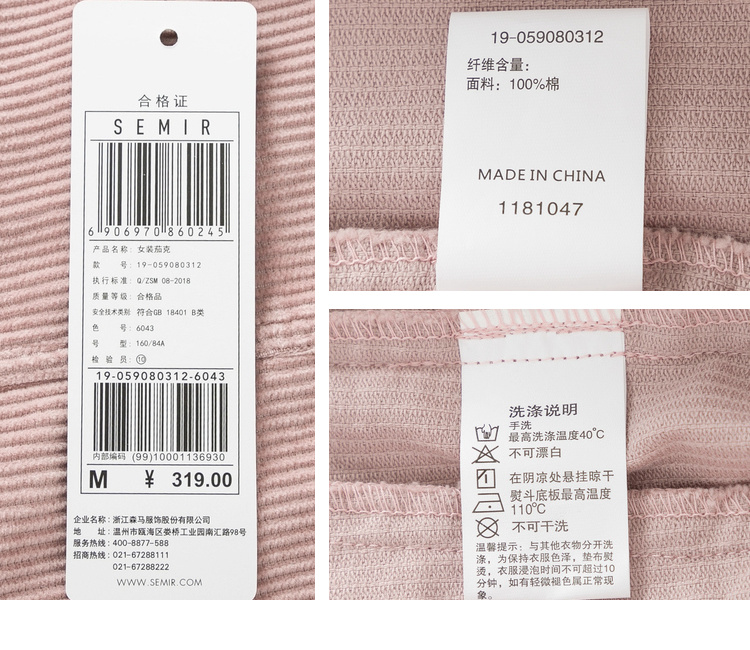 合格证
SEMIR
6 906970 860245
产品名称: 女装茄克
款 号: 19-059080312
执行标准: Q/ZSM 08-2018
质量等级: 合格品
安全技术类别 符合GB 18401 B类
色 号: 6043
号 型: 160/84A
检 验 员: ⑩
19-059080312-6043
内部编码 (99)10001136930
M ¥ 319.00
企业名称: 浙江森马服饰股份有限公司
地 址: 温州市瓯海区娄桥工业园南汇路98号
服务热线: 400-8877-588
招商热线: 021-67288111
021-67288222
WWW.SEMIR.COM
19-059080312
纤维含量:
面料: 100%棉
MADE IN CHINA
1181047
洗涤说明
手洗
最高洗涤温度40℃
不可漂白
在阴凉处悬挂晾干
熨斗底板最高温度
110℃
不可干洗
温馨提示: 与其他衣物分开洗
涤, 为保持衣服色泽, 垫布熨
烫, 衣服浸泡时间不可超过10
分钟, 如有轻微褪色属正常现
象。